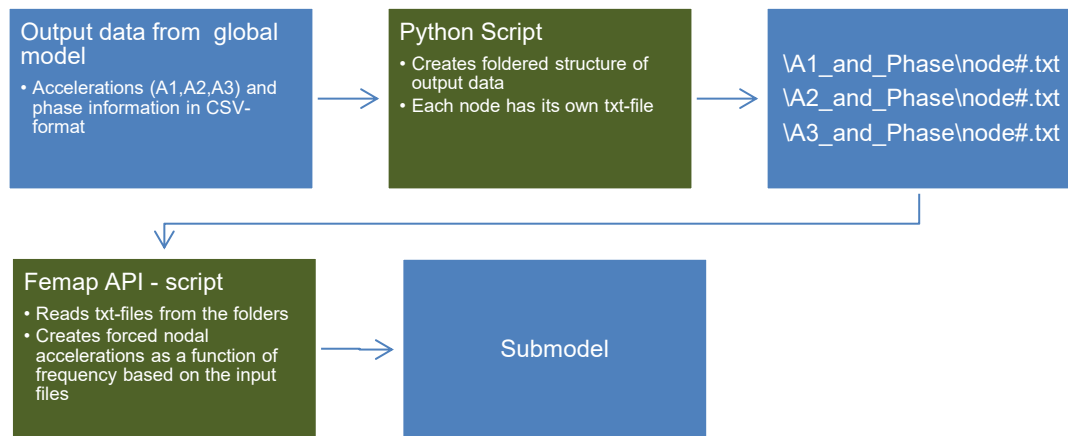 Output data from global
model
• Accelerations (A1,A2,A3) and
phase information in CSV-
format
Python Script
• Creates foldered structure of
output data
• Each node has its own txt-file
\A1_and_Phase\node#.txt
\A2_and_Phase\node#.txt
\A3_and_Phase\node#.txt
Femap API - script
• Reads txt-files from the folders
• Creates forced nodal
accelerations as a function of
frequency based on the input
files
Submodel